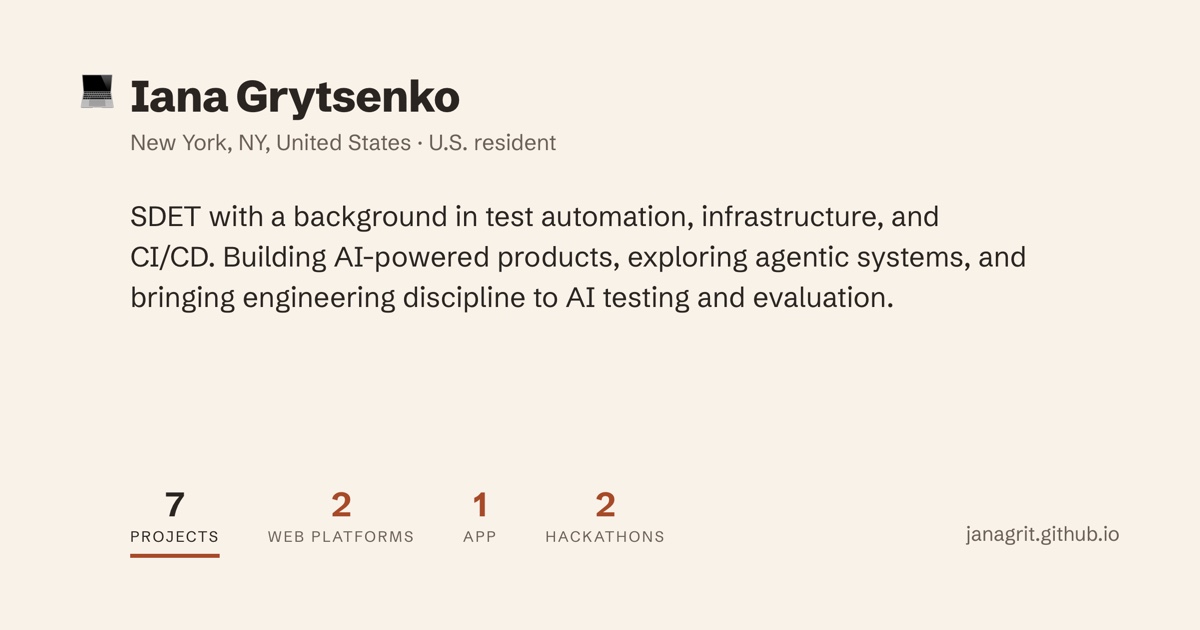 Iana Grytsenko
New York, NY, United States · U.S. resident
SDET with a background in test automation, infrastructure, and
CI/CD. Building AI-powered products, exploring agentic systems, and
bringing engineering discipline to AI testing and evaluation.
7
PROJECTS
2
WEB PLATFORMS
1
APP
2
HACKATHONS
janagrit.github.io